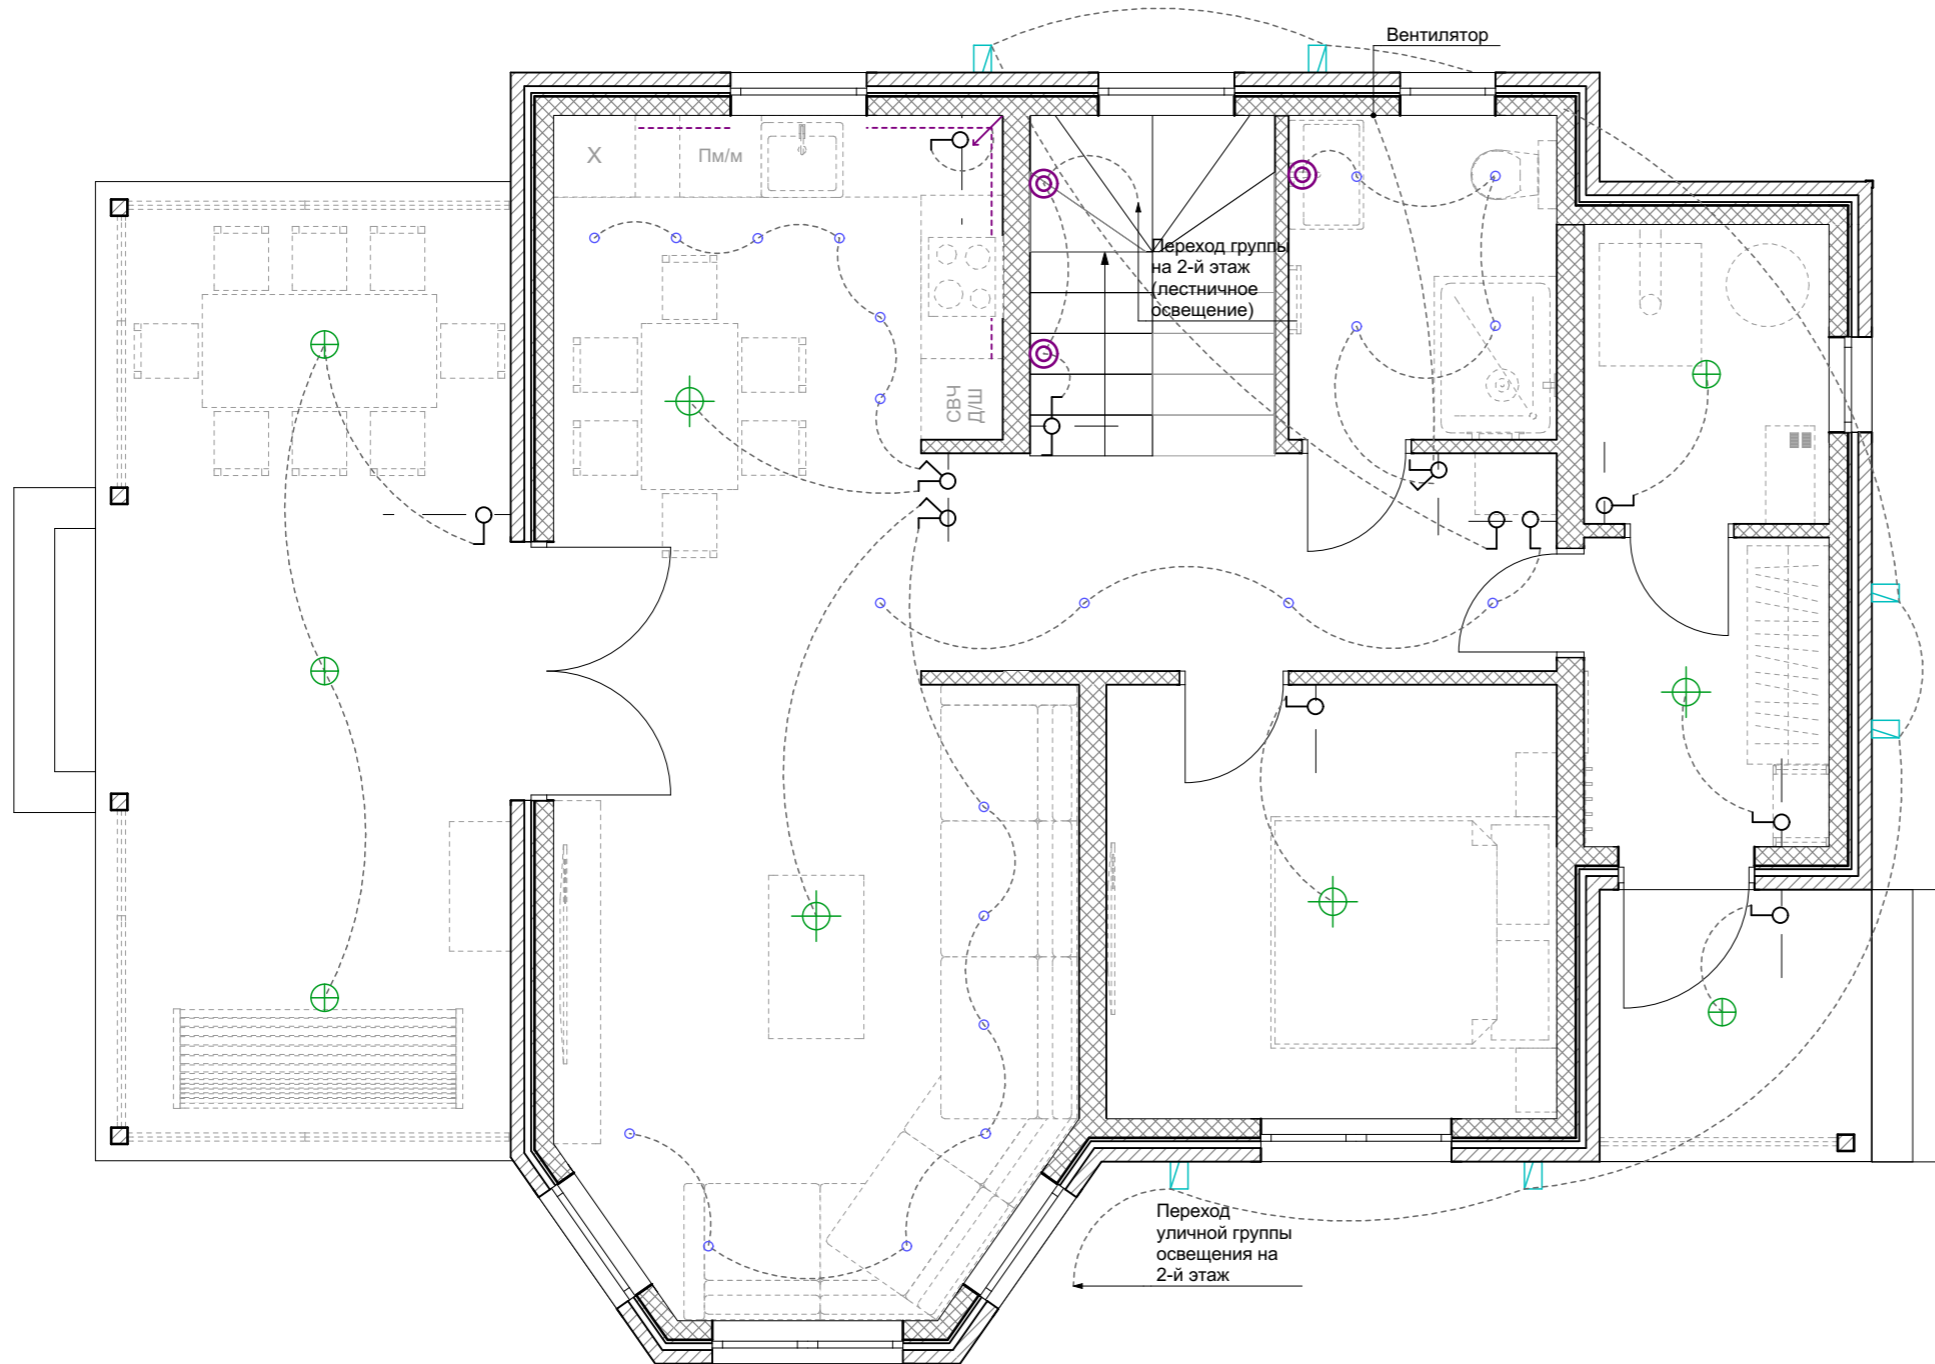 Вентилятор
Х
Пм/м
Переход группы
на 2-й этаж
(лестничное
освещение)
СВЧ
Д/Ш
Переход
уличной группы
освещения на
2-й этаж